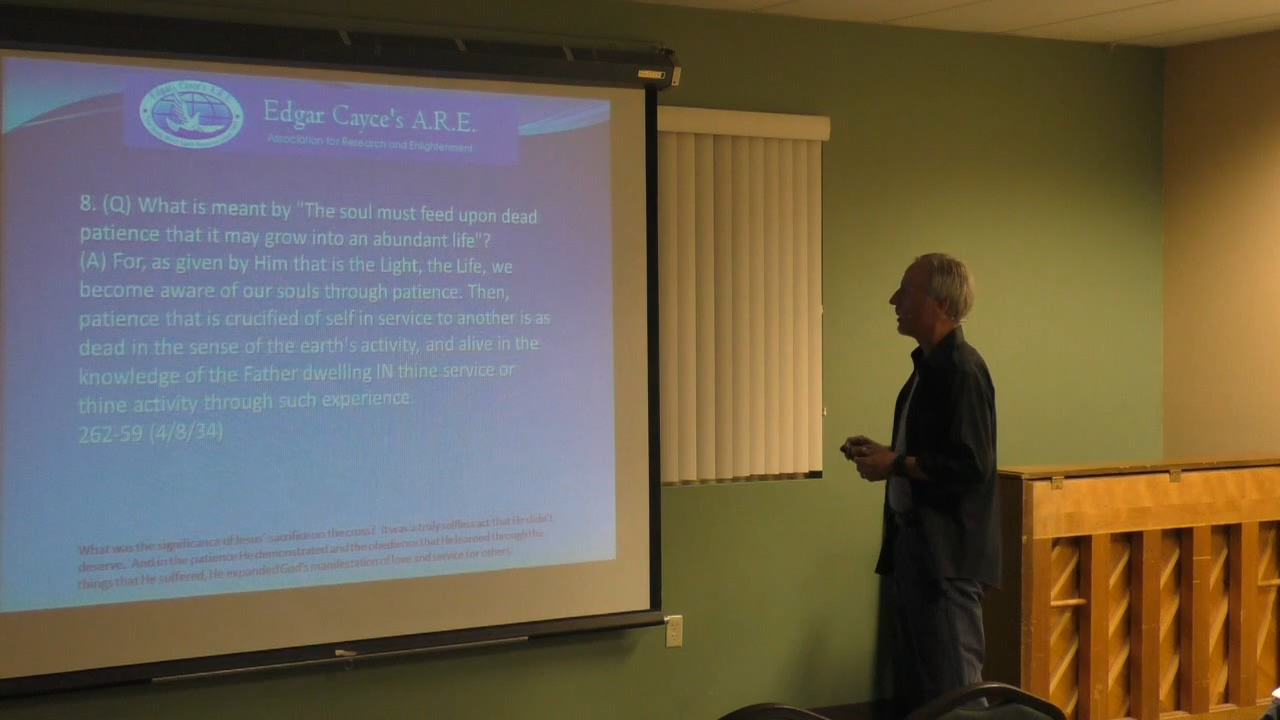 Edgar Cayce's A.R.E.
Edgar Cayce's A.R.E.
Association for Research and Enlightenment
8. (Q) What is meant by "The soul must feed upon dead
patience that it may grow into an abundant life"?
(A) For, as given by Him that is the Light, the Life, we
become aware of our souls through patience. Then,
patience that is crucified of self in service to another is as
dead in the sense of the earth's activity, and alive in the
knowledge of the Father dwelling IN thine service or
thine activity through such experience.
262-59 (4/8/34)
What was the significance of Jesus' sacrifice on the cross? It was a truly selfless act that He didn't
deserve. And in the patience He demonstrated and the obedience that He learned through the
things that He suffered, He expanded God's manifestation of love and service for others.